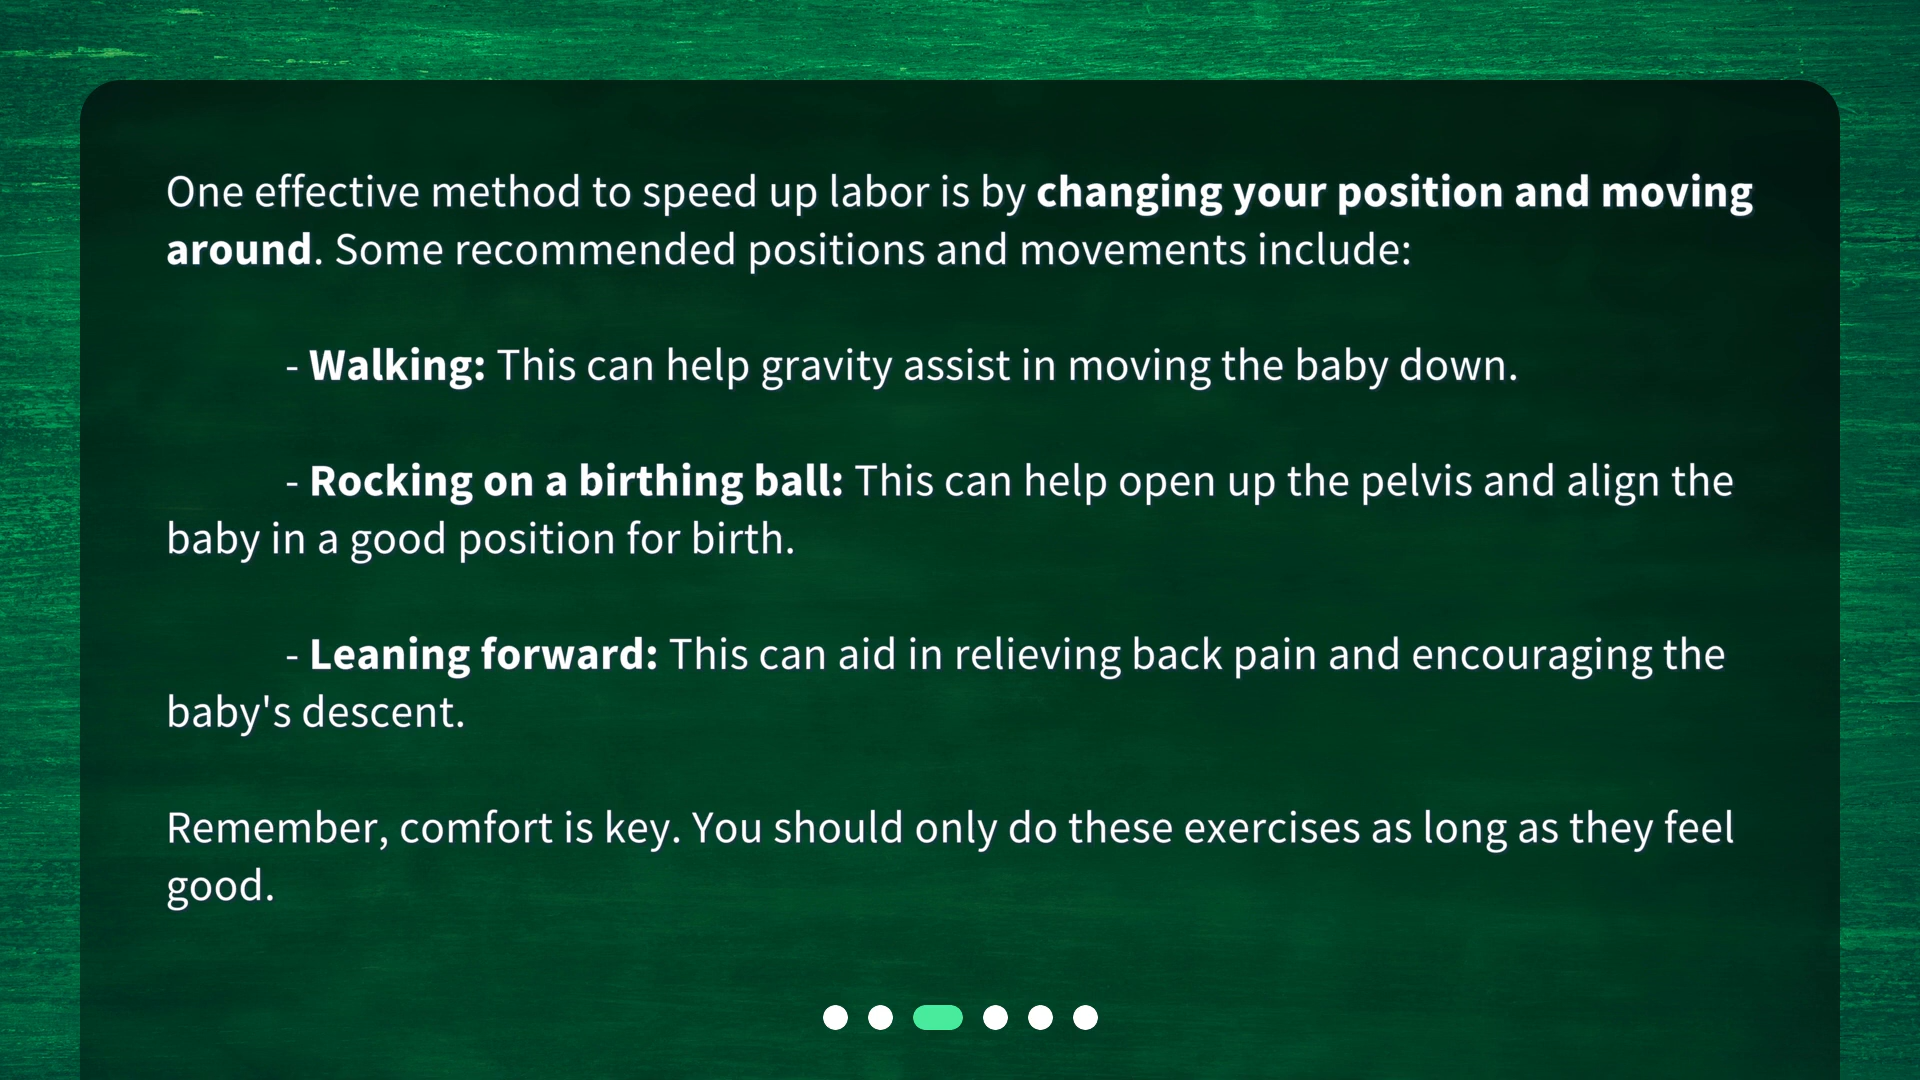 One effective method to speed up labor is by changing your position and moving
around. Some recommended positions and movements include:
- Walking: This can help gravity assist in moving the baby down.
- Rocking on a birthing ball: This can help open up the pelvis and align the
baby in a good position for birth.
- Leaning forward: This can aid in relieving back pain and encouraging the
baby's descent.
Remember, comfort is key. You should only do these exercises as long as they feel
good.